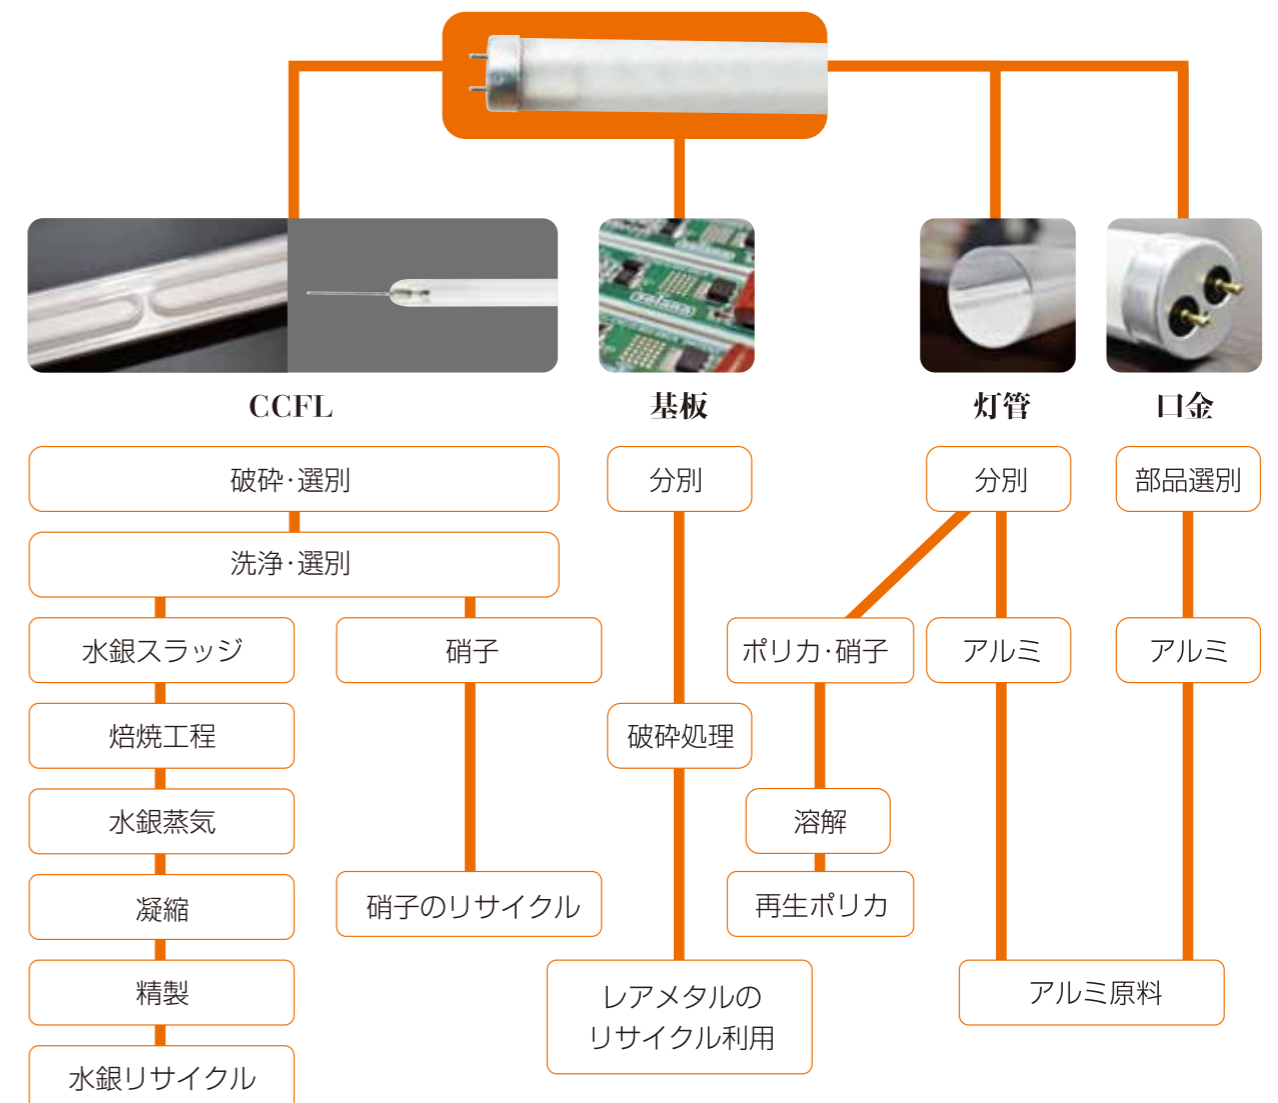 CCFL
基板
灯管
口金
破砕･選別
分別
分別
部品選別
洗浄･選別
水銀スラッジ
硝子
ポリカ･硝子
アルミ
アルミ
焙焼工程
破砕処理
水銀蒸気
溶解
凝縮
硝子のリサイクル
再生ポリカ
精製
レアメタルの
リサイクル利用
アルミ原料
水銀リサイクル